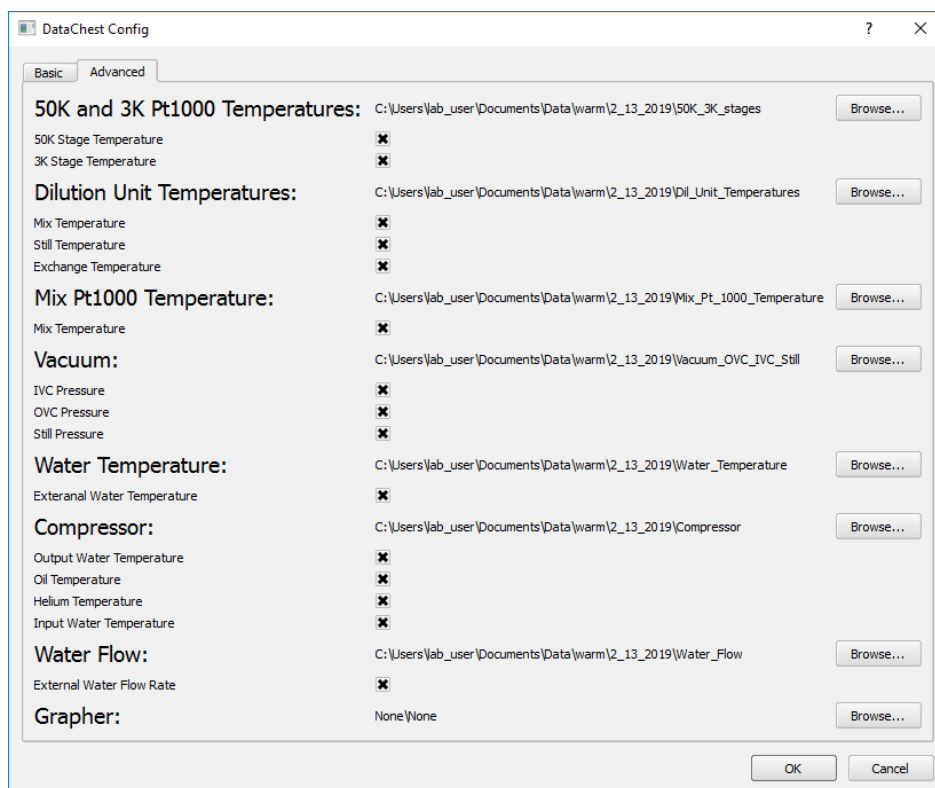 DataChest Config
Basic Advanced
50K and 3K Pt1000 Temperatures: C:\Users\lab_user\Documents\Data\warm\2_13_2019\50K_3K_stages Browse...
50K Stage Temperature
3K Stage Temperature
Dilution Unit Temperatures: C:\Users\lab_user\Documents\Data\warm\2_13_2019\Dil_Unit_Temperatures Browse...
Mix Temperature
Still Temperature
Exchange Temperature
Mix Pt1000 Temperature: C:\Users\lab_user\Documents\Data\warm\2_13_2019\Mix_Pt_1000_Temperature Browse...
Mix Temperature
Vacuum: C:\Users\lab_user\Documents\Data\warm\2_13_2019\Vacuum_OVC_IVC_Still Browse...
IVC Pressure
OVC Pressure
Still Pressure
Water Temperature: C:\Users\lab_user\Documents\Data\warm\2_13_2019\Water_Temperature Browse...
Exteranal Water Temperature
Compressor: C:\Users\lab_user\Documents\Data\warm\2_13_2019\Compressor Browse...
Output Water Temperature
Oil Temperature
Helium Temperature
Input Water Temperature
Water Flow: C:\Users\lab_user\Documents\Data\warm\2_13_2019\Water_Flow Browse...
External Water Flow Rate
Grapher: None\None Browse...
OK Cancel